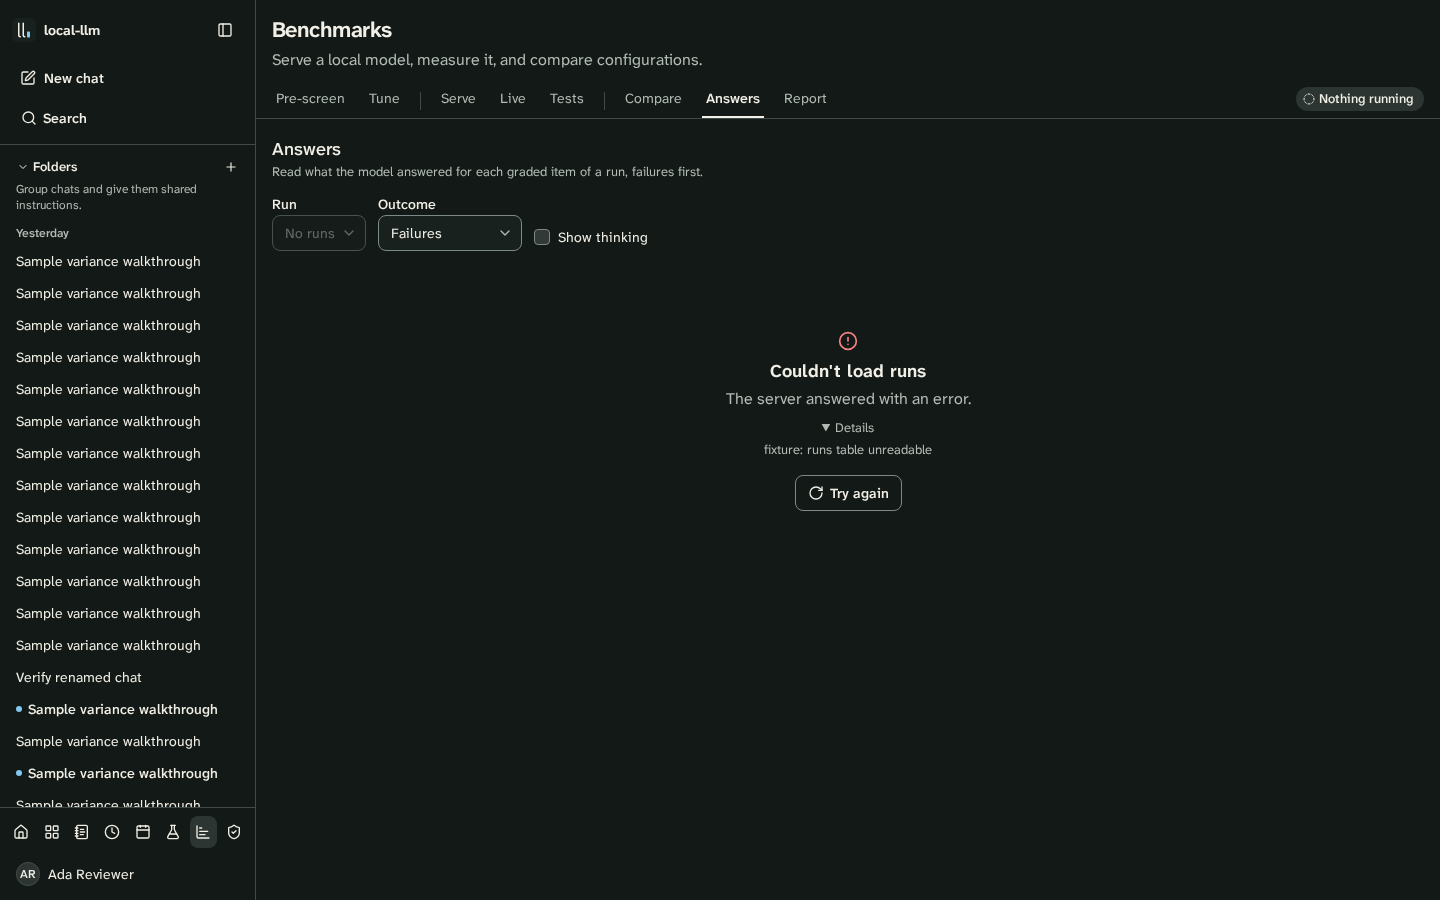 local-llm
New chat
Search
Folders
Group chats and give them shared
instructions.
Yesterday
Sample variance walkthrough
Sample variance walkthrough
Sample variance walkthrough
Sample variance walkthrough
Sample variance walkthrough
Sample variance walkthrough
Sample variance walkthrough
Sample variance walkthrough
Sample variance walkthrough
Sample variance walkthrough
Sample variance walkthrough
Sample variance walkthrough
Sample variance walkthrough
Verify renamed chat
Sample variance walkthrough
Sample variance walkthrough
Sample variance walkthrough
Sample variance walkthrough
AR Ada Reviewer
Benchmarks
Serve a local model, measure it, and compare configurations.
Pre-screen Tune Serve Live Tests Compare Answers Report Nothing running
Answers
Read what the model answered for each graded item of a run, failures first.
Run Outcome
No runs Failures Show thinking
Couldn't load runs
The server answered with an error.
Details
fixture: runs table unreadable
Try again